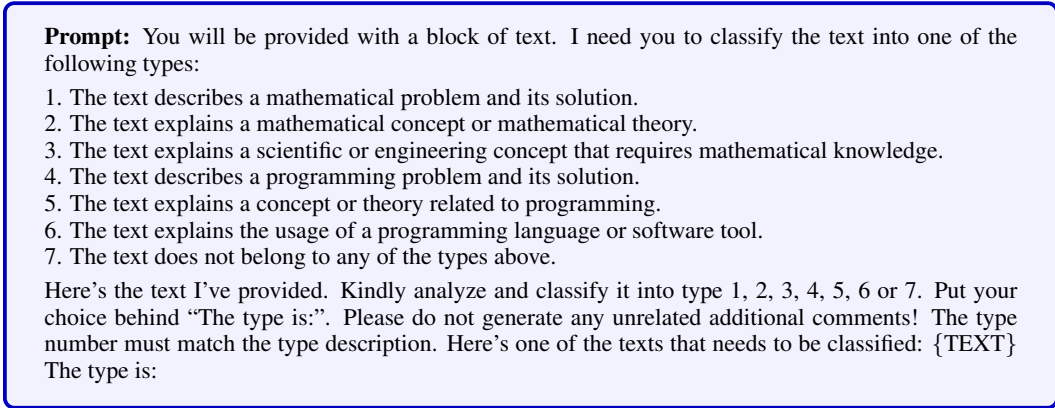 Prompt: You will be provided with a block of text. I need you to classify the text into one of the
following types:
1. The text describes a mathematical problem and its solution.
2. The text explains a mathematical concept or mathematical theory.
3. The text explains a scientific or engineering concept that requires mathematical knowledge.
4. The text describes a programming problem and its solution.
5. The text explains a concept or theory related to programming.
6. The text explains the usage of a programming language or software tool.
7. The text does not belong to any of the types above.
Here's the text I've provided. Kindly analyze and classify it into type 1, 2, 3, 4, 5, 6 or 7. Put your
choice behind “The type is:”. Please do not generate any unrelated additional comments! The type
number must match the type description. Here's one of the texts that needs to be classified: {TEXT}
The type is: